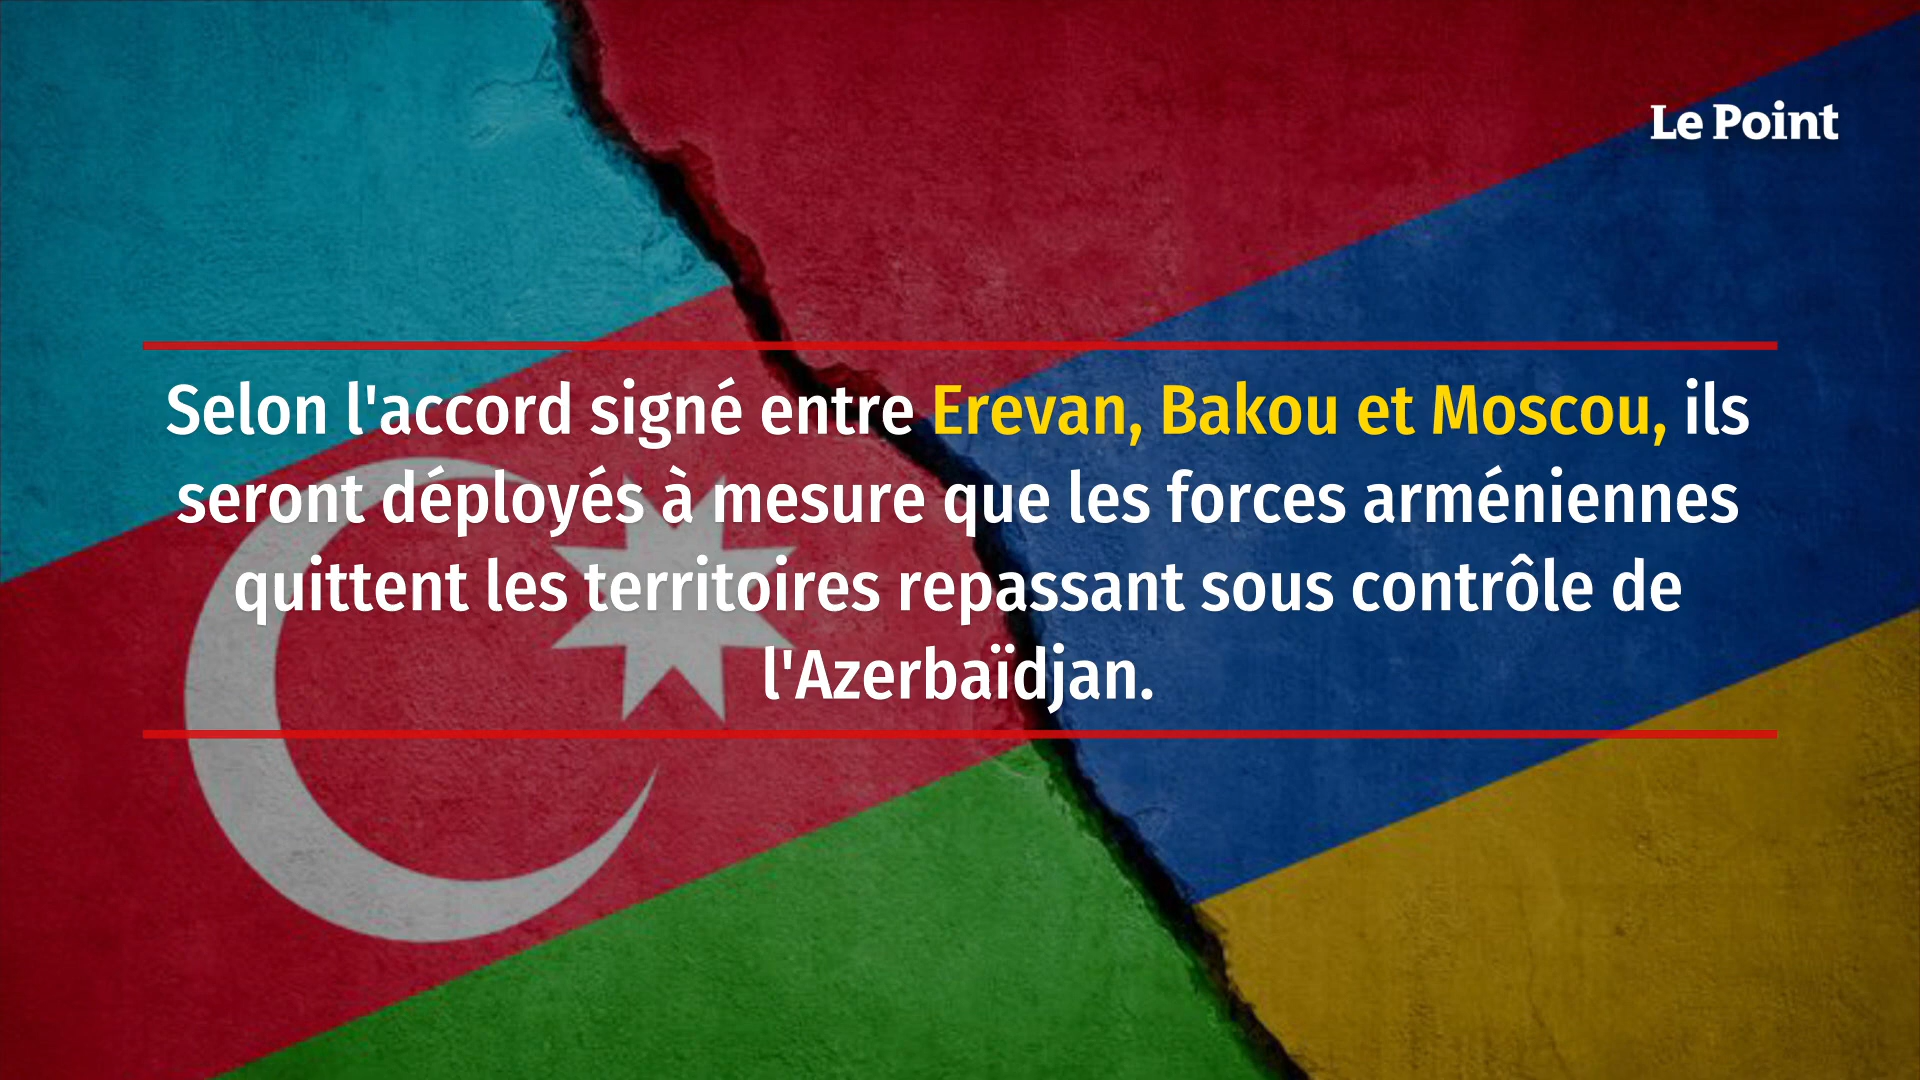 Le Point
Selon l'accord signé entre Erevan, Bakou et Moscou, ils
seront déployés à mesure que les forces arméniennes
quittent les territoires repassant sous contrôle de
l'Azerbaïdjan.